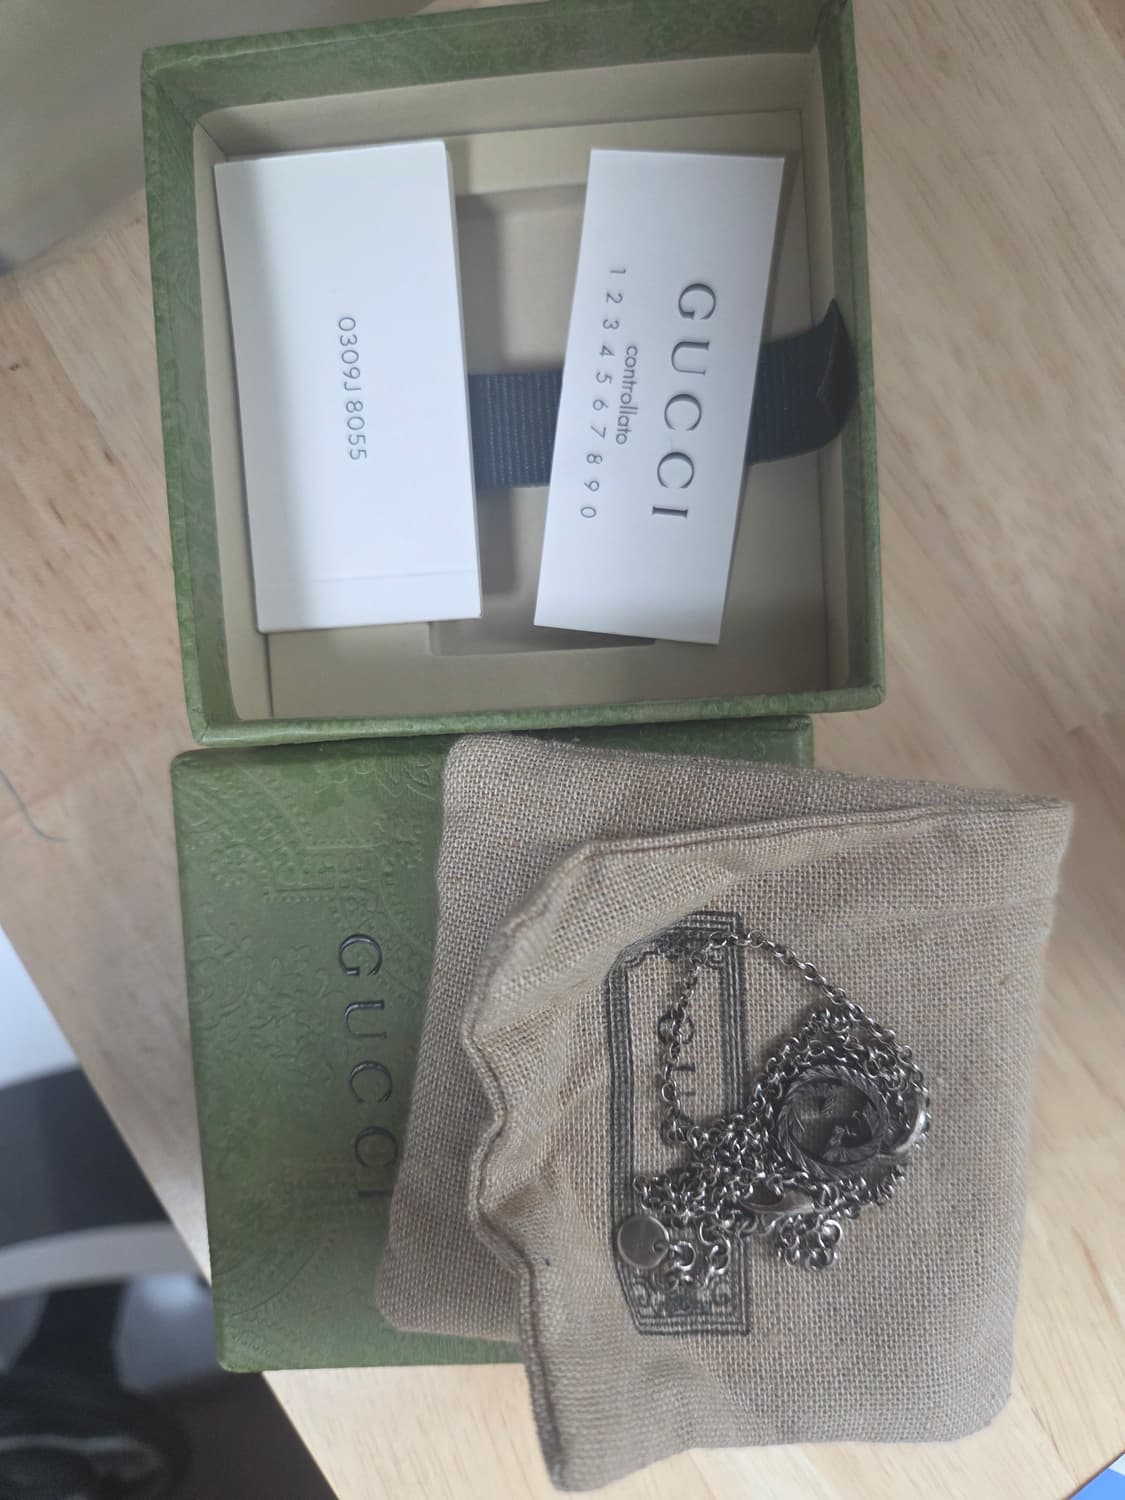 0309J8055
GUCCI
controllato
1 2 3 4 5 6 7 8 9 0
GUCCI